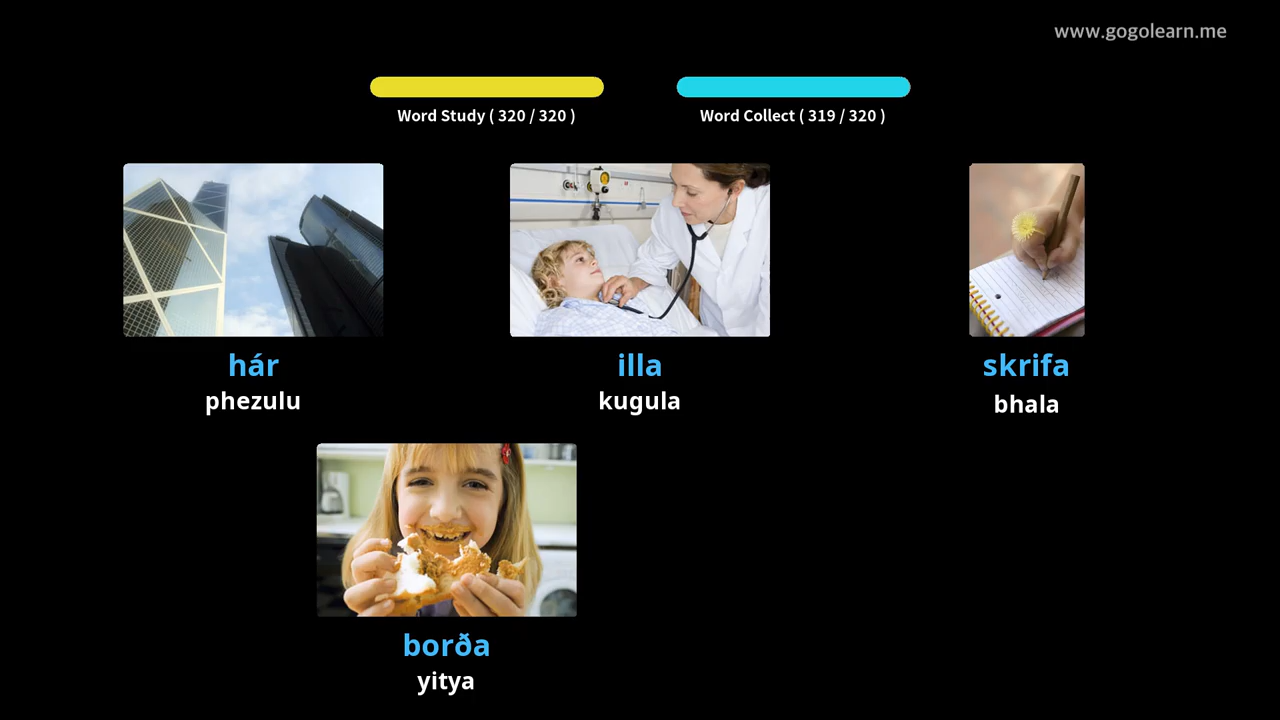 www.gogolearn.me
Word Study ( 320 / 320 )
Word Collect ( 319 / 320 )
hár
phezulu
illa
kugula
skrifa
bhala
borða
yitya